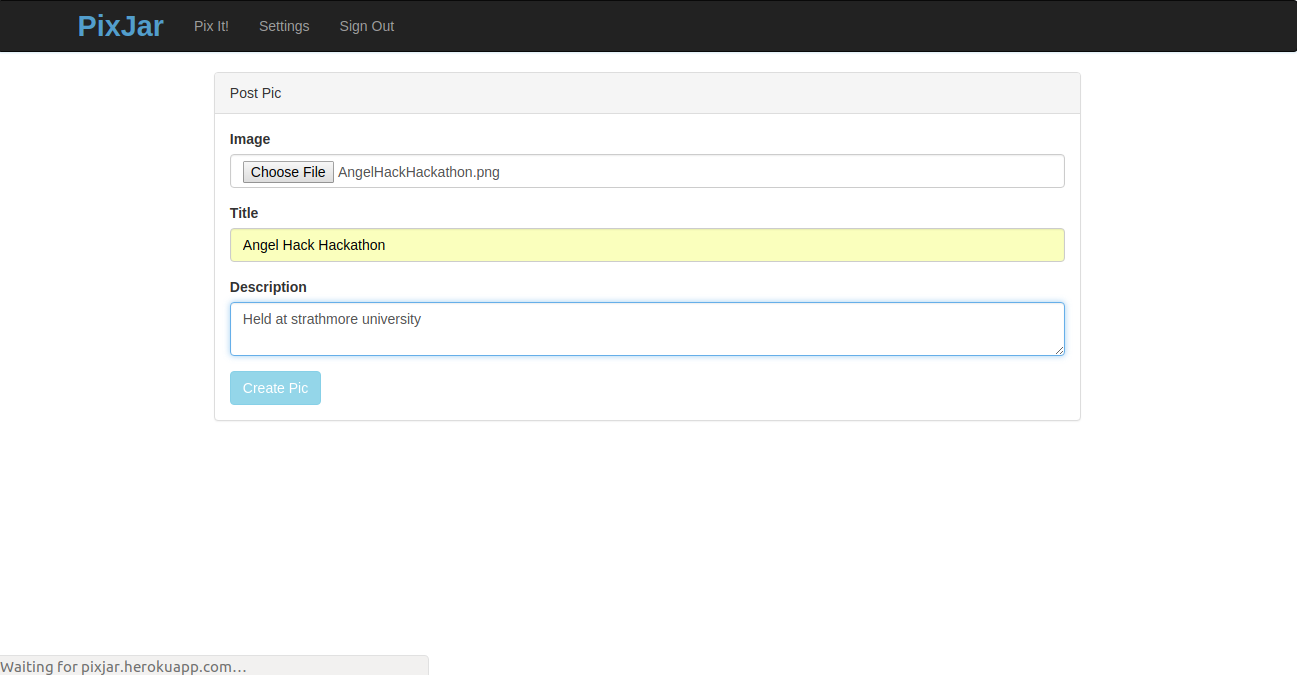 PixJar Pix It! Settings Sign Out
Post Pic
Image
Choose File AngelHackHackathon.png
Title
Angel Hack Hackathon
Description
Held at strathmore university
Create Pic
Waiting for pixjar.herokuapp.com…